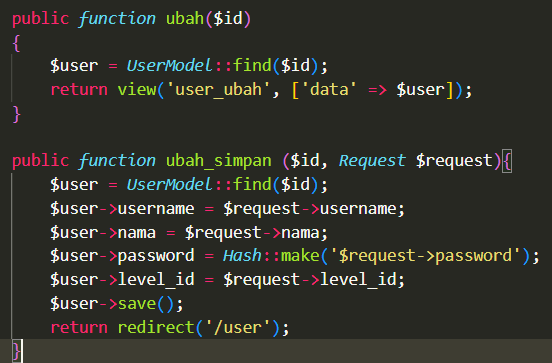 public function ubah($id)
{
    $user = UserModel::find($id);
    return view('user_ubah', ['data' => $user]);
}

public function ubah_simpan ($id, Request $request){
    $user = UserModel::find($id);
    $user->username = $request->username;
    $user->nama = $request->nama;
    $user->password = Hash::make('$request->password');
    $user->level_id = $request->level_id;
    $user->save();
    return redirect('/user');
}